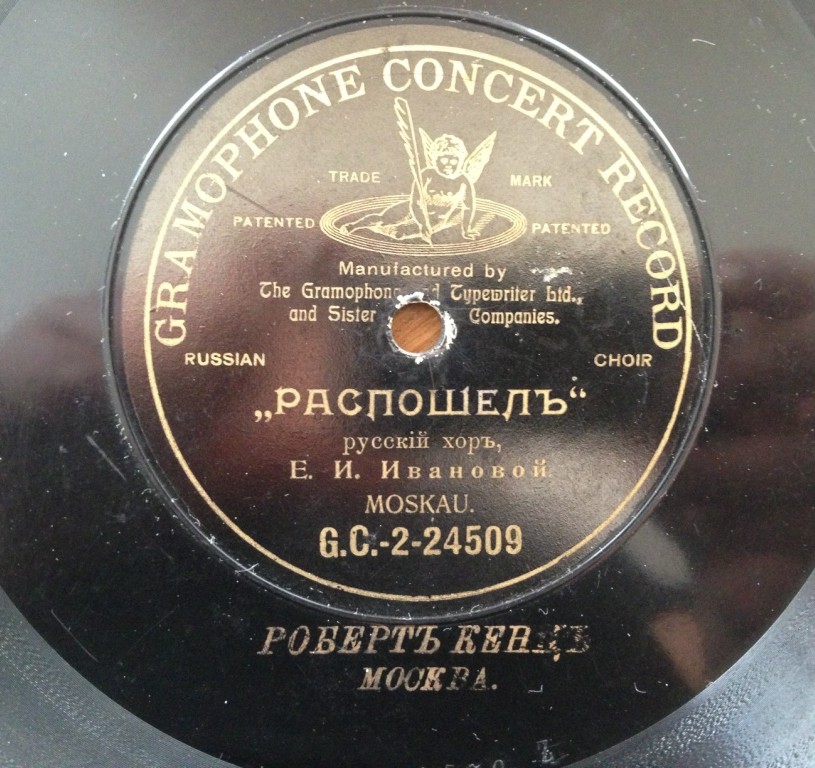 GRAMOPHONE CONCERT RECORD
TRADE MARK
PATENTED PATENTED
Manufactured by
The Gramophone Typewriter Ltd.,
and Sister Companies.
RUSSIAN CHOIR
„РАСПОШЕЛЪ“
русскій хоръ,
Е. И. Ивановой.
MOSKAU.
G.C.-2-24509
РОБЕРТЪ
МОСКВА.